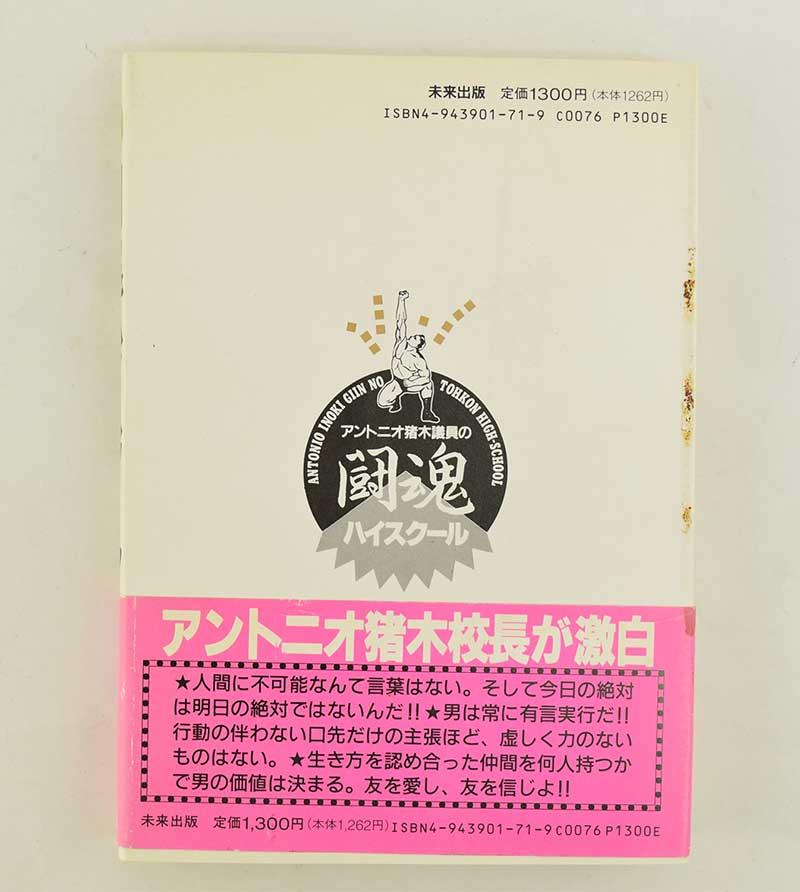 未来出版 定価1300円(本体1262円)
ISBN4-943901-71-9 C0076 P1300E
ANTONIO INOKI GIIN NO TOHKON HIGH-SCHOOL
アントニオ猪木議員の
闘魂
ハイスクール
アントニオ猪木校長が激白
★人間に不可能なんて言葉はない。そして今日の絶対
は明日の絶対ではないんだ!!★男は常に有言実行だ!!
行動の伴わない口先だけの主張ほど、虚しく力のない
ものはない。★生き方を認め合った仲間を何人持つか
で男の価値は決まる。友を愛し、友を信じよ!!
未来出版 定価1,300円(本体1,262円) ISBN4-943901-71-9 C0076 P1300E